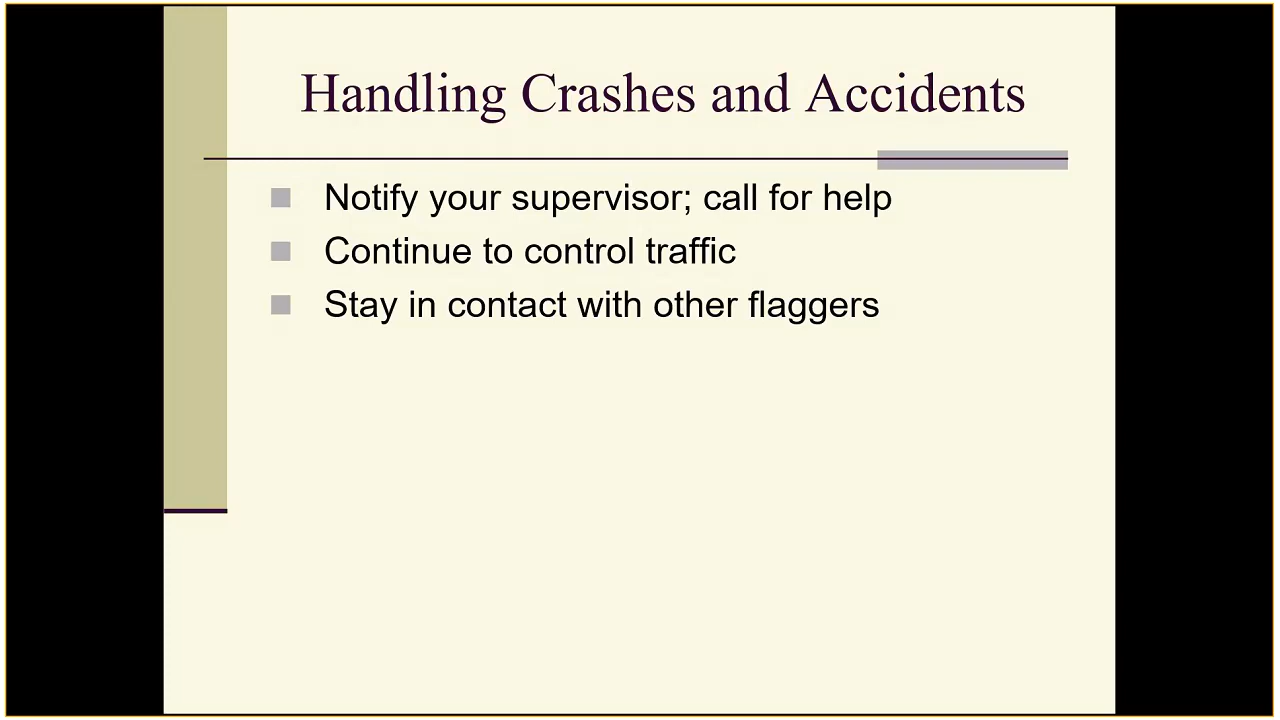 Handling Crashes and Accidents
Notify your supervisor; call for help
Continue to control traffic
Stay in contact with other flaggers